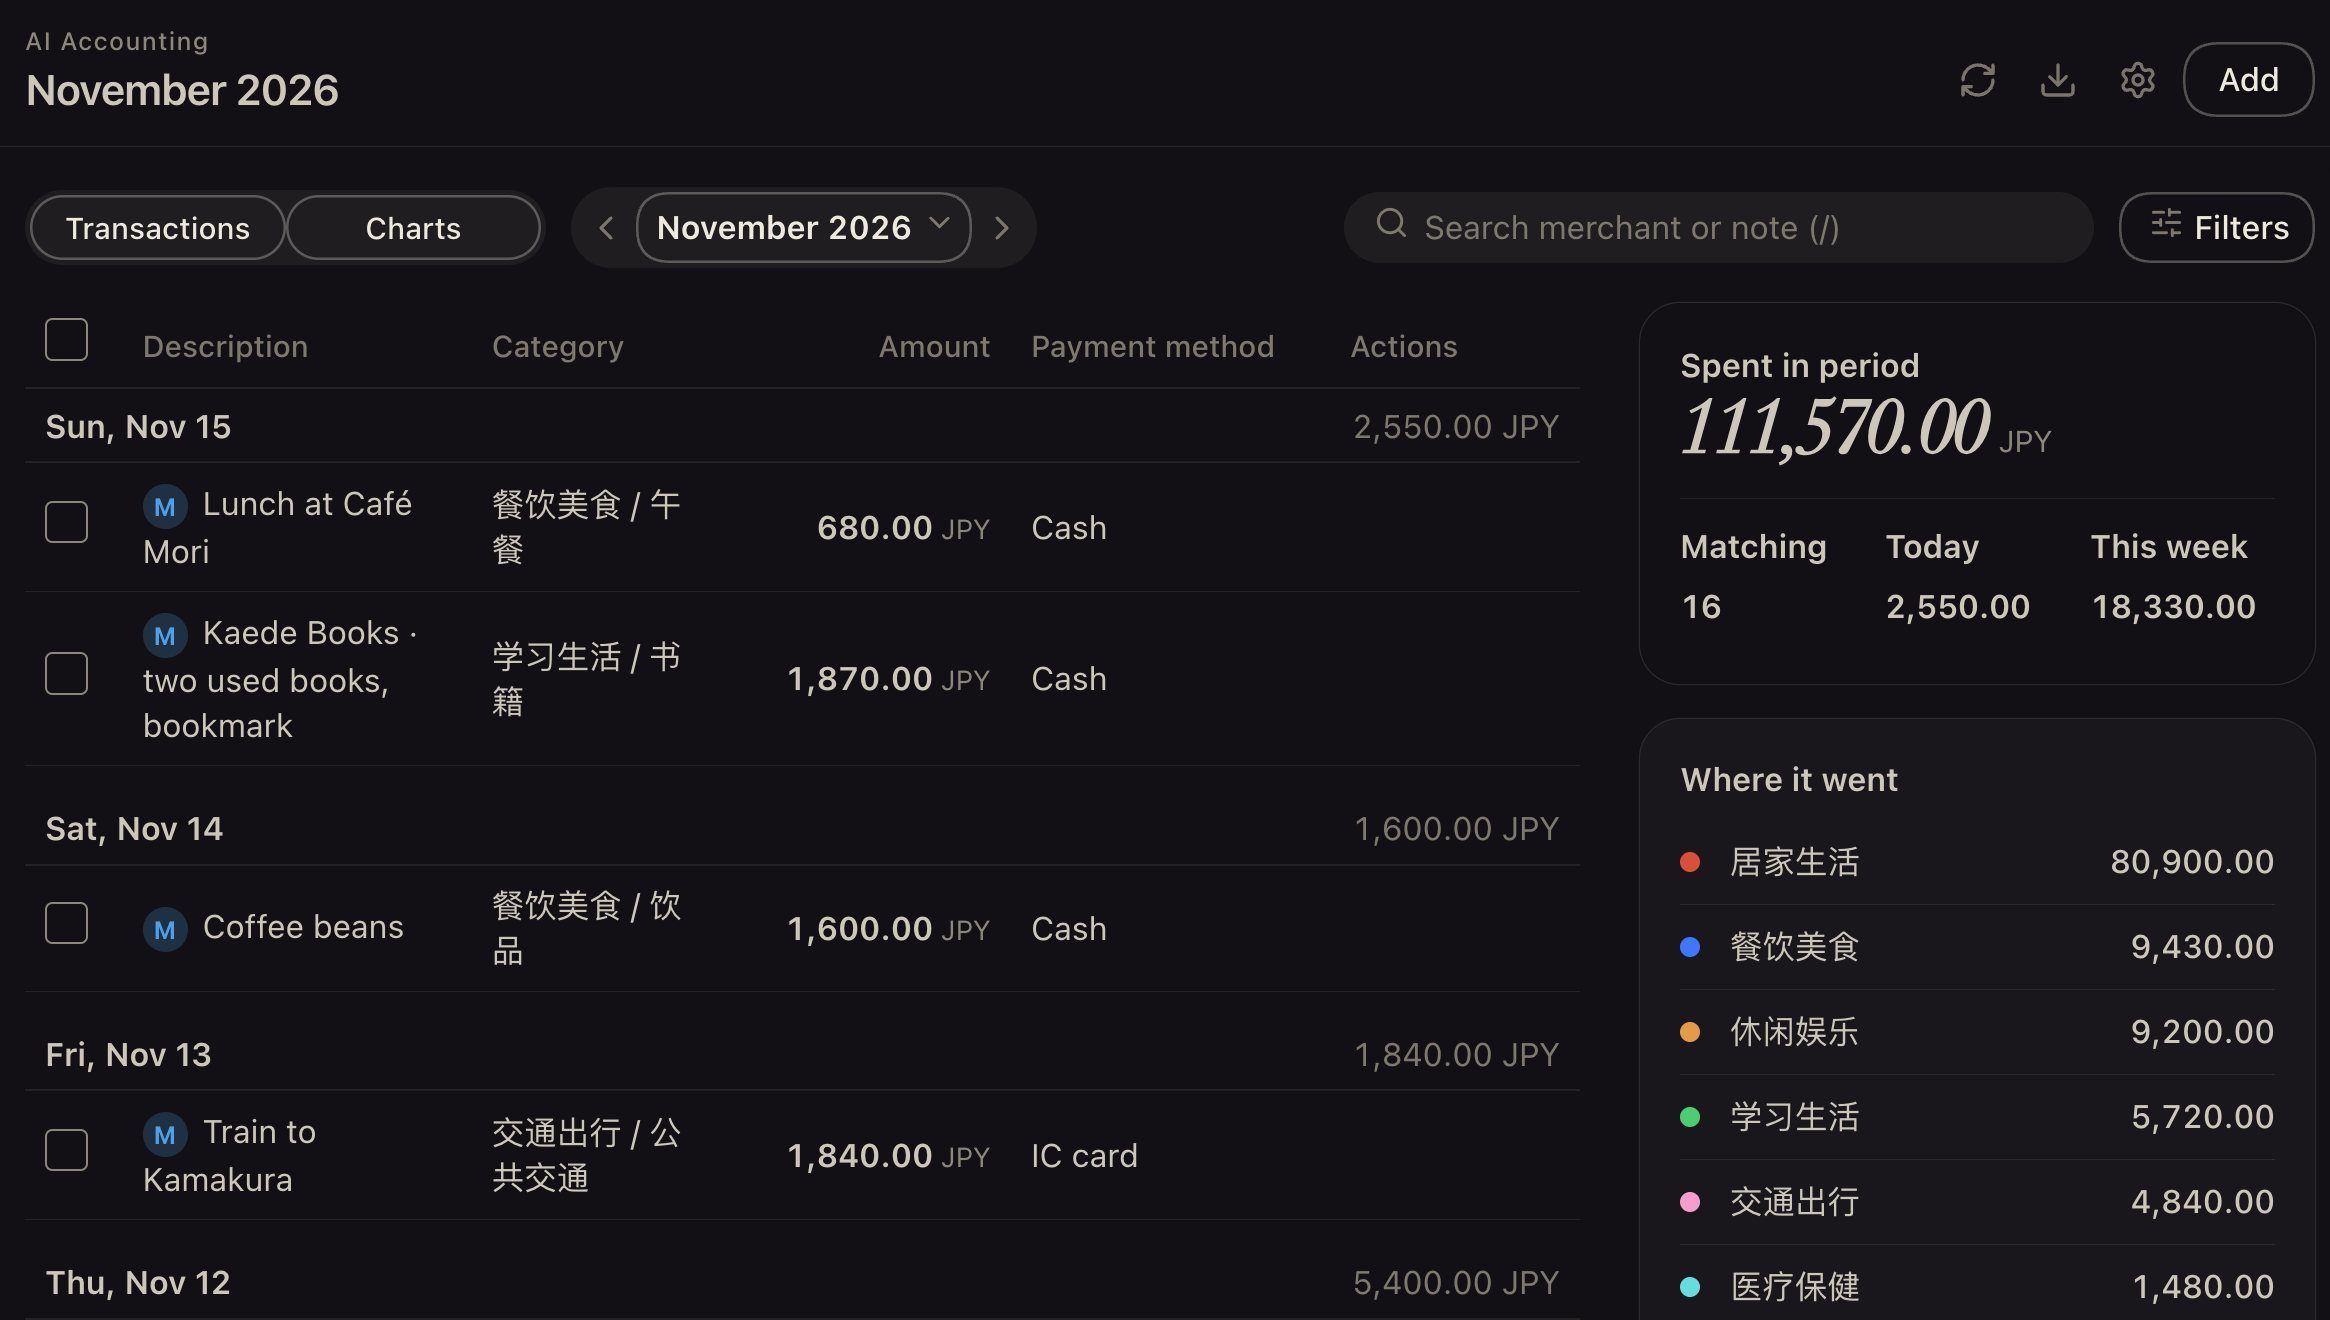 AI Accounting
November 2026
Add
Transactions
Charts
November 2026
Search merchant or note (/)
Filters
Description
Category
Amount
Payment method
Actions
Sun, Nov 15
2,550.00 JPY
M Lunch at Café
Mori
餐饮美食 / 午
餐
680.00 JPY
Cash
M Kaede Books ·
two used books,
bookmark
学习生活 / 书
籍
1,870.00 JPY
Cash
Sat, Nov 14
1,600.00 JPY
M Coffee beans
餐饮美食 / 饮
品
1,600.00 JPY
Cash
Fri, Nov 13
1,840.00 JPY
M Train to
Kamakura
交通出行 / 公
共交通
1,840.00 JPY
IC card
Thu, Nov 12
5,400.00 JPY
Spent in period
111,570.00 JPY
Matching
Today
This week
16
2,550.00
18,330.00
Where it went
居家生活
80,900.00
餐饮美食
9,430.00
休闲娱乐
9,200.00
学习生活
5,720.00
交通出行
4,840.00
医疗保健
1,480.00